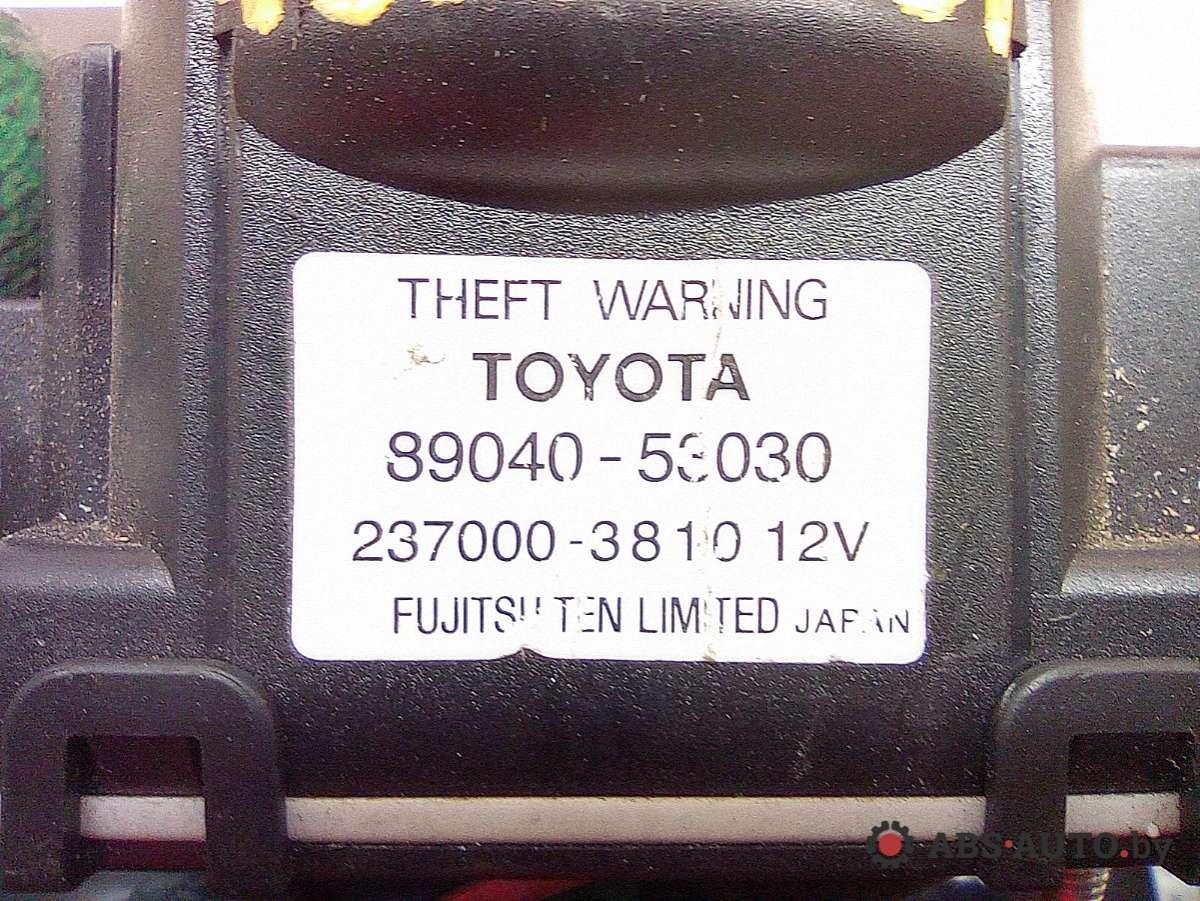 THEFT WARNING
TOYOTA
89040-53030
237000-3810 12V
FUJITSU TEN LIMITED JAPAN
ABS-AUTO.by